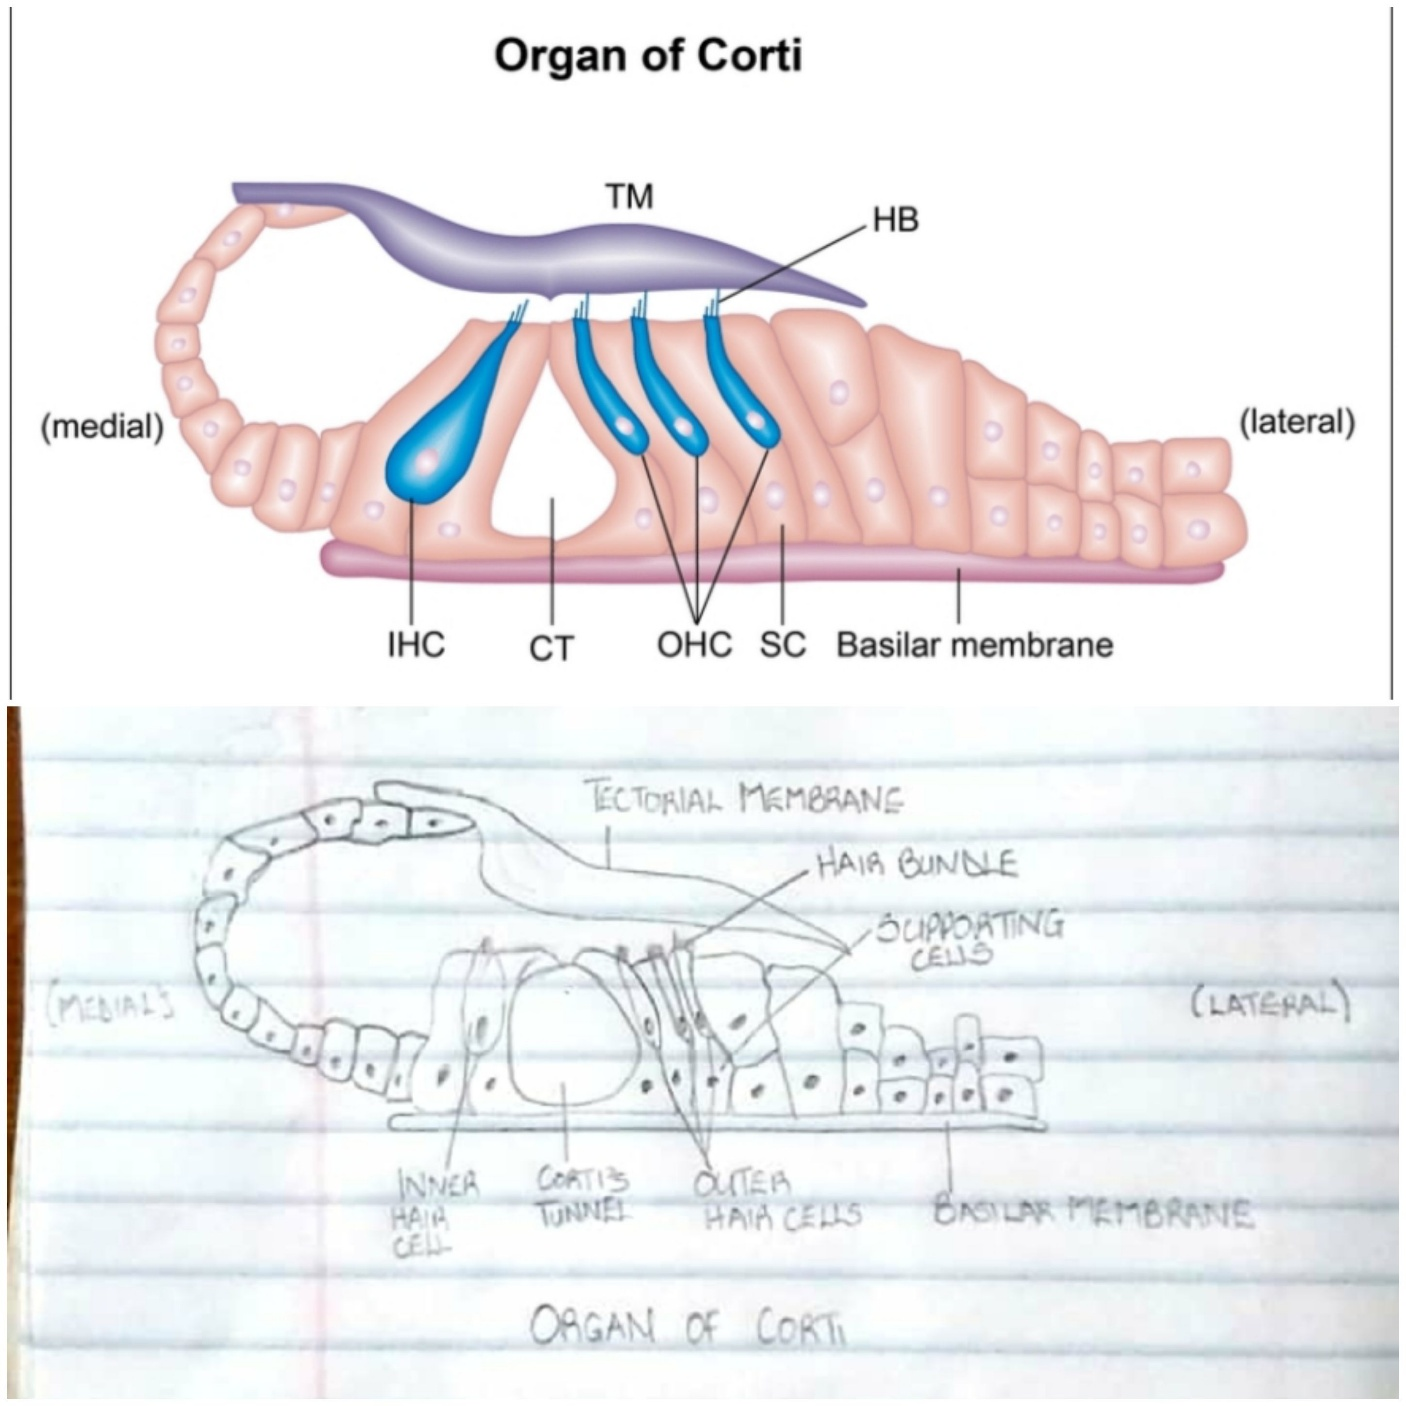 Organ of Corti
TM
HB
(medial)
(lateral)
IHC
CT
OHC
SC
Basilar membrane
TECTORIAL MEMBRANE
HAIR BUNDLE
SUPPORTING
CELLS
(MEDIAL)
(LATERAL)
INNER
HAIR
CELL
CORTI'S
TUNNEL
OUTER
HAIR CELLS
BASILAR MEMBRANE
ORGAN OF CORTI